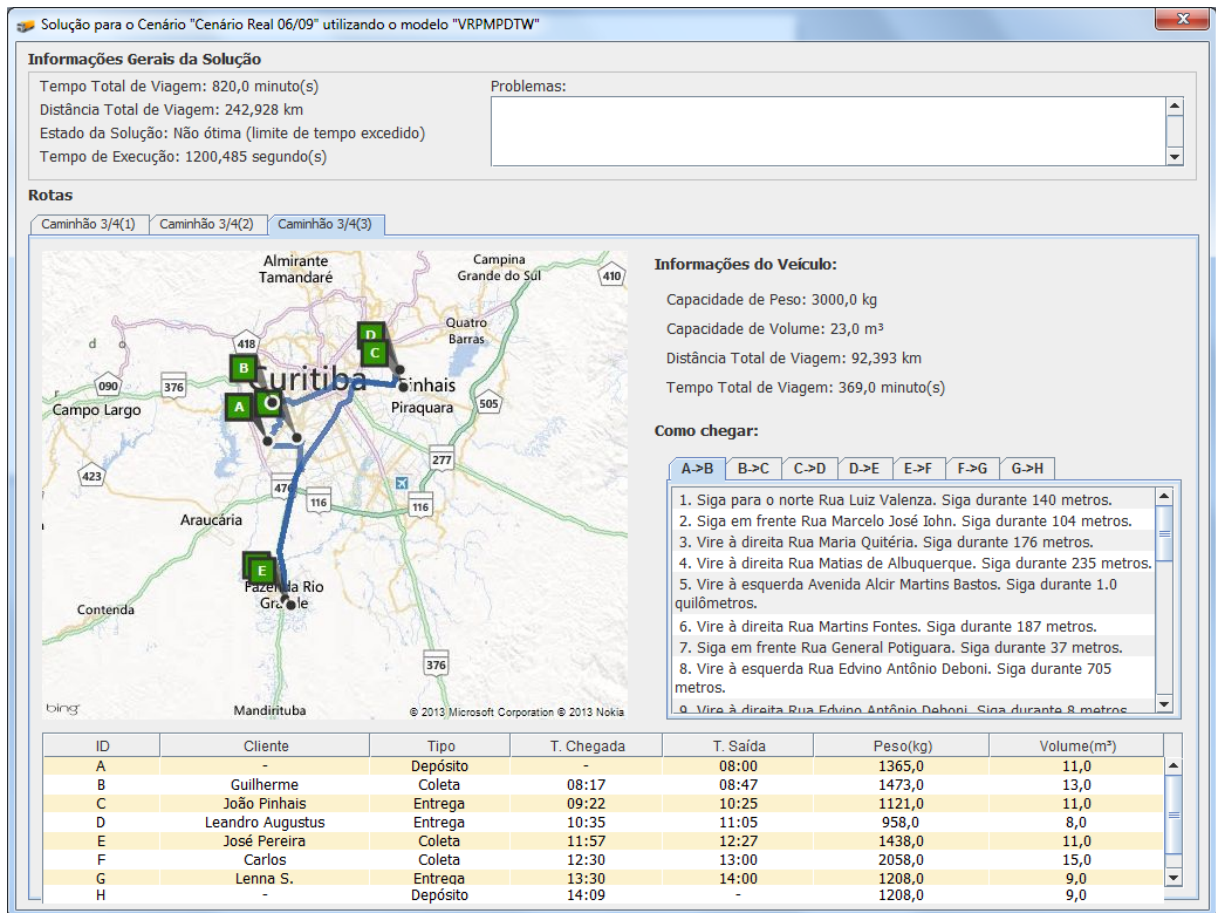 Solução para o Cenário "Cenário Real 06/09" utilizando o modelo "VRPMPDTW"
Informações Gerais da Solução
Tempo Total de Viagem: 820,0 minuto(s)
Distância Total de Viagem: 242,928 km
Estado da Solução: Não ótima (limite de tempo excedido)
Tempo de Execução: 1200,485 segundo(s)
Problemas:
Rotas
Caminhão 3/4(1) Caminhão 3/4(2) Caminhão 3/4(3)
Almirante
Tamandaré
Campina
Grande do Sul
410
Quatro
Barras
d o
418
D
C
B
Curitiba
Pinhais
090
376
Campo Largo
A
Piraquara
505
277
423
476
116
116
Araucária
E
Fazenda Rio
Grande
Contenda
376
bing
Mandirituba
© 2013 Microsoft Corporation © 2013 Nokia
Informações do Veículo:
Capacidade de Peso: 3000,0 kg
Capacidade de Volume: 23,0 m³
Distância Total de Viagem: 92,393 km
Tempo Total de Viagem: 369,0 minuto(s)
Como chegar:
A->B B->C C->D D->E E->F F->G G->H
1. Siga para o norte Rua Luiz Valenza. Siga durante 140 metros.
2. Siga em frente Rua Marcelo José Iohn. Siga durante 104 metros.
3. Vire à direita Rua Maria Quitéria. Siga durante 176 metros.
4. Vire à direita Rua Matias de Albuquerque. Siga durante 235 metros.
5. Vire à esquerda Avenida Alcir Martins Bastos. Siga durante 1.0
quilômetros.
6. Vire à direita Rua Martins Fontes. Siga durante 187 metros.
7. Siga em frente Rua General Potiguara. Siga durante 37 metros.
8. Vire à esquerda Rua Edvino Antônio Deboni. Siga durante 705
metros.
9. Vire à direita Rua Edvino Antônio Deboni. Siga durante 8 metros
ID Cliente Tipo T. Chegada T. Saída Peso(kg) Volume(m³)
A - Depósito - 08:00 1365,0 11,0
B Guilherme Coleta 08:17 08:47 1473,0 13,0
C João Pinhais Entrega 09:22 10:25 1121,0 11,0
D Leandro Augustus Entrega 10:35 11:05 958,0 8,0
E José Pereira Coleta 11:57 12:27 1438,0 11,0
F Carlos Coleta 12:30 13:00 2058,0 15,0
G Lenna S. Entrega 13:30 14:00 1208,0 9,0
H - Depósito 14:09 - 1208,0 9,0